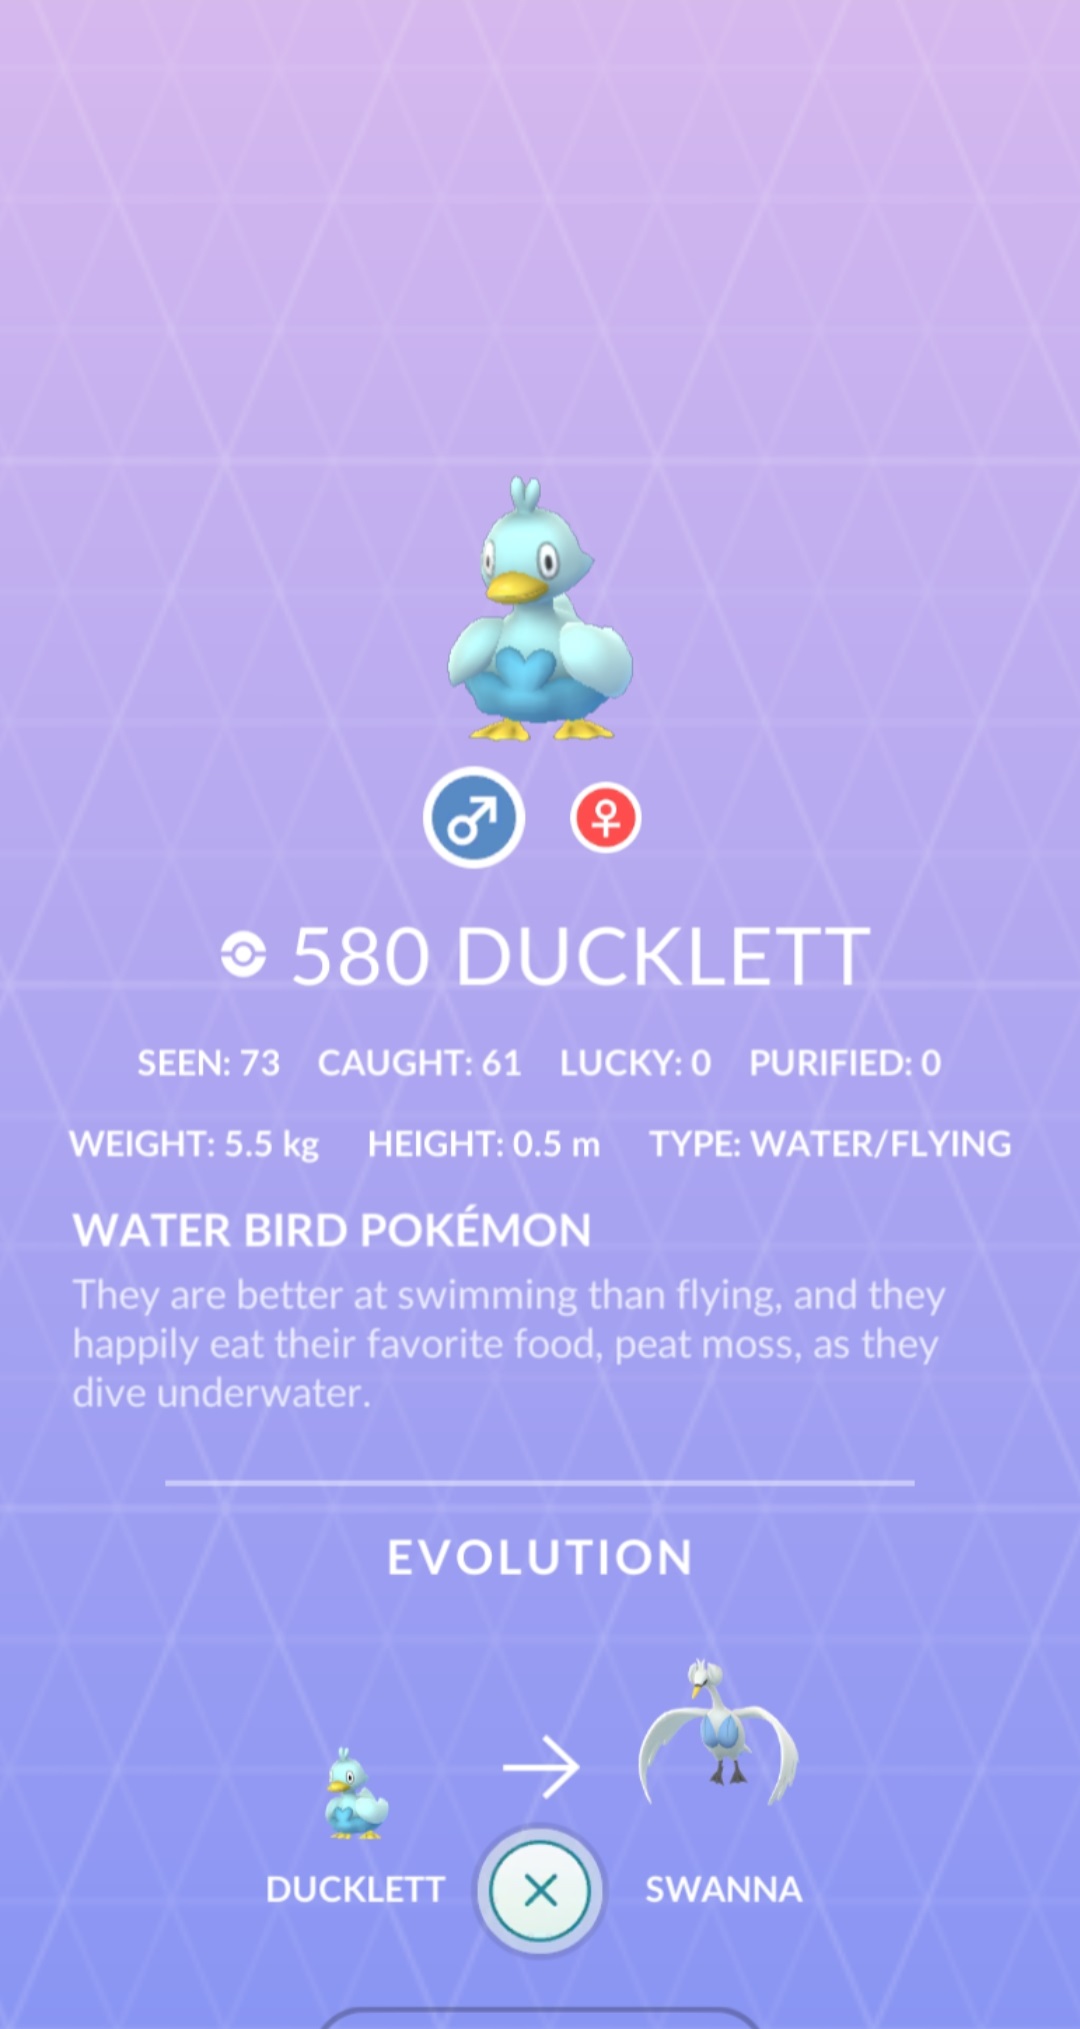 580 DUCKLETT
SEEN: 73 CAUGHT: 61 LUCKY: 0 PURIFIED: 0
WEIGHT: 5.5 kg HEIGHT: 0.5 m TYPE: WATER/FLYING
WATER BIRD POKÉMON
They are better at swimming than flying, and they
happily eat their favorite food, peat moss, as they
dive underwater.
EVOLUTION
DUCKLETT SWANNA